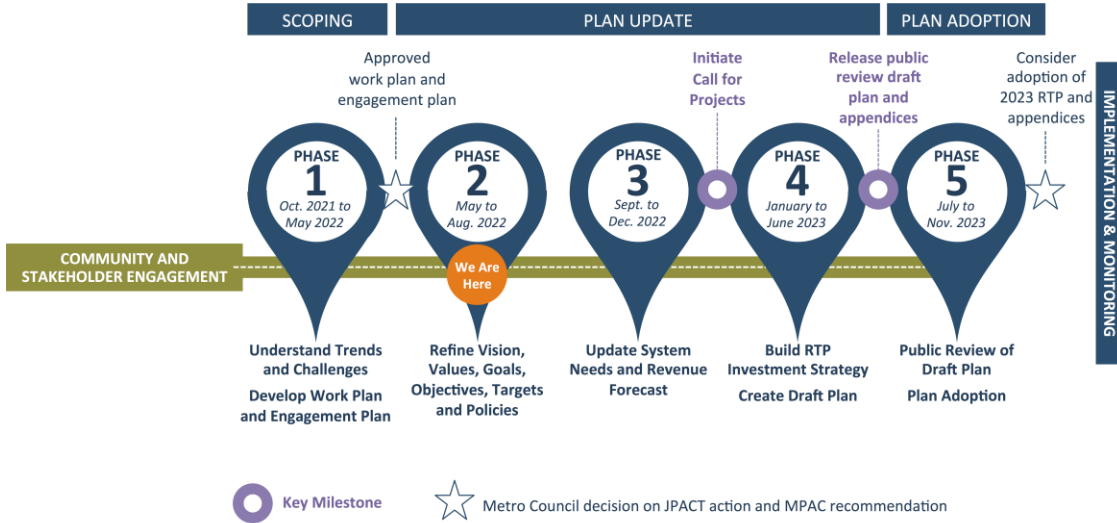 SCOPING
PLAN UPDATE
PLAN ADOPTION
Approved
work plan and
engagement plan
Initiate
Call for
Projects
Release public
review draft
plan and
appendices
Consider
adoption of
2023 RTP and
appendices
PHASE
1
Oct. 2021 to
May 2022
PHASE
2
May to
Aug. 2022
PHASE
3
Sept. to
Dec. 2022
PHASE
4
January to
June 2023
PHASE
5
July to
Nov. 2023
IMPLEMENTATION & MONITORING
COMMUNITY AND
STAKEHOLDER ENGAGEMENT
We Are
Here
Understand Trends
and Challenges
Develop Work Plan
and Engagement Plan
Refine Vision,
Values, Goals,
Objectives, Targets
and Policies
Update System
Needs and Revenue
Forecast
Build RTP
Investment Strategy
Create Draft Plan
Public Review of
Draft Plan
Plan Adoption
Key Milestone
Metro Council decision on JPACT action and MPAC recommendation